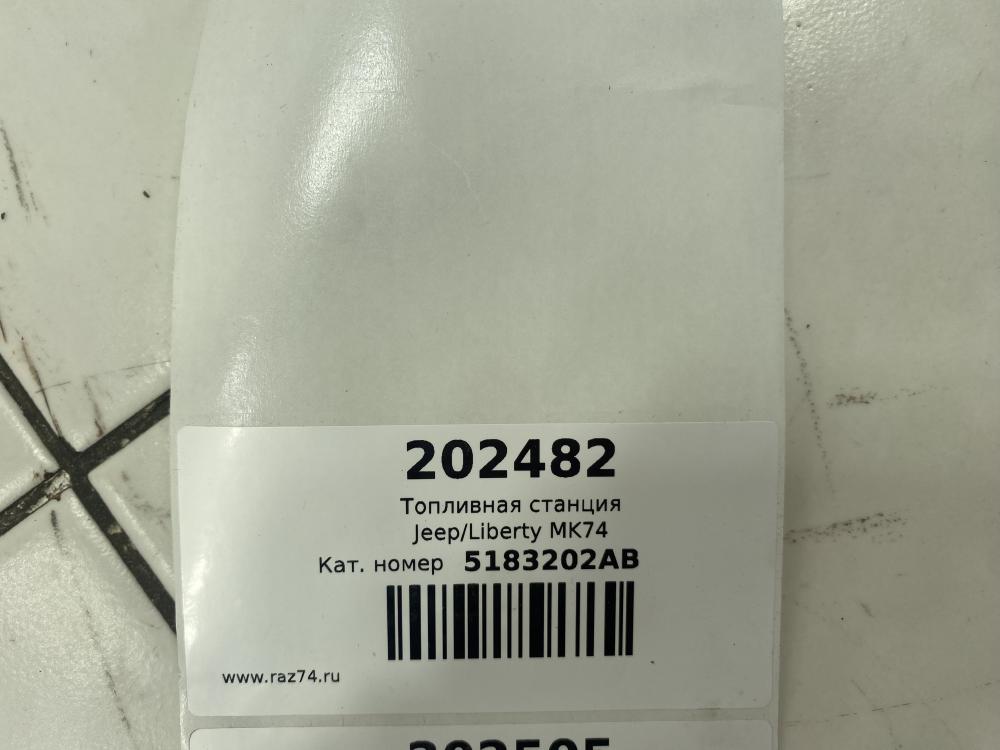 202482
Топливная станция
Jeep/Liberty MK74
Кат. номер 5183202AB
www.raz74.ru